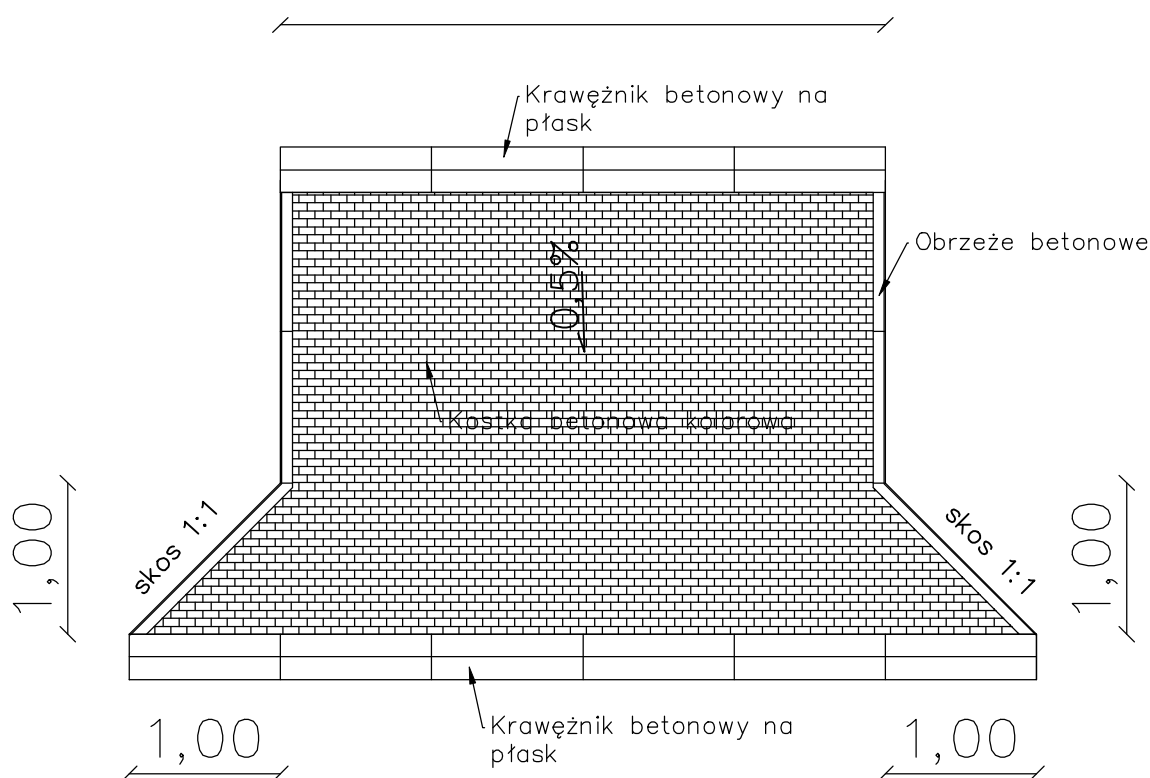 Krawężnik betonowy na
płask
Obrzeże betonowe
0,5%
Kostka betonowa kolorowa
1,00
skos 1:1
skos 1:1
1,00
Krawężnik betonowy na
płask
1,00
1,00